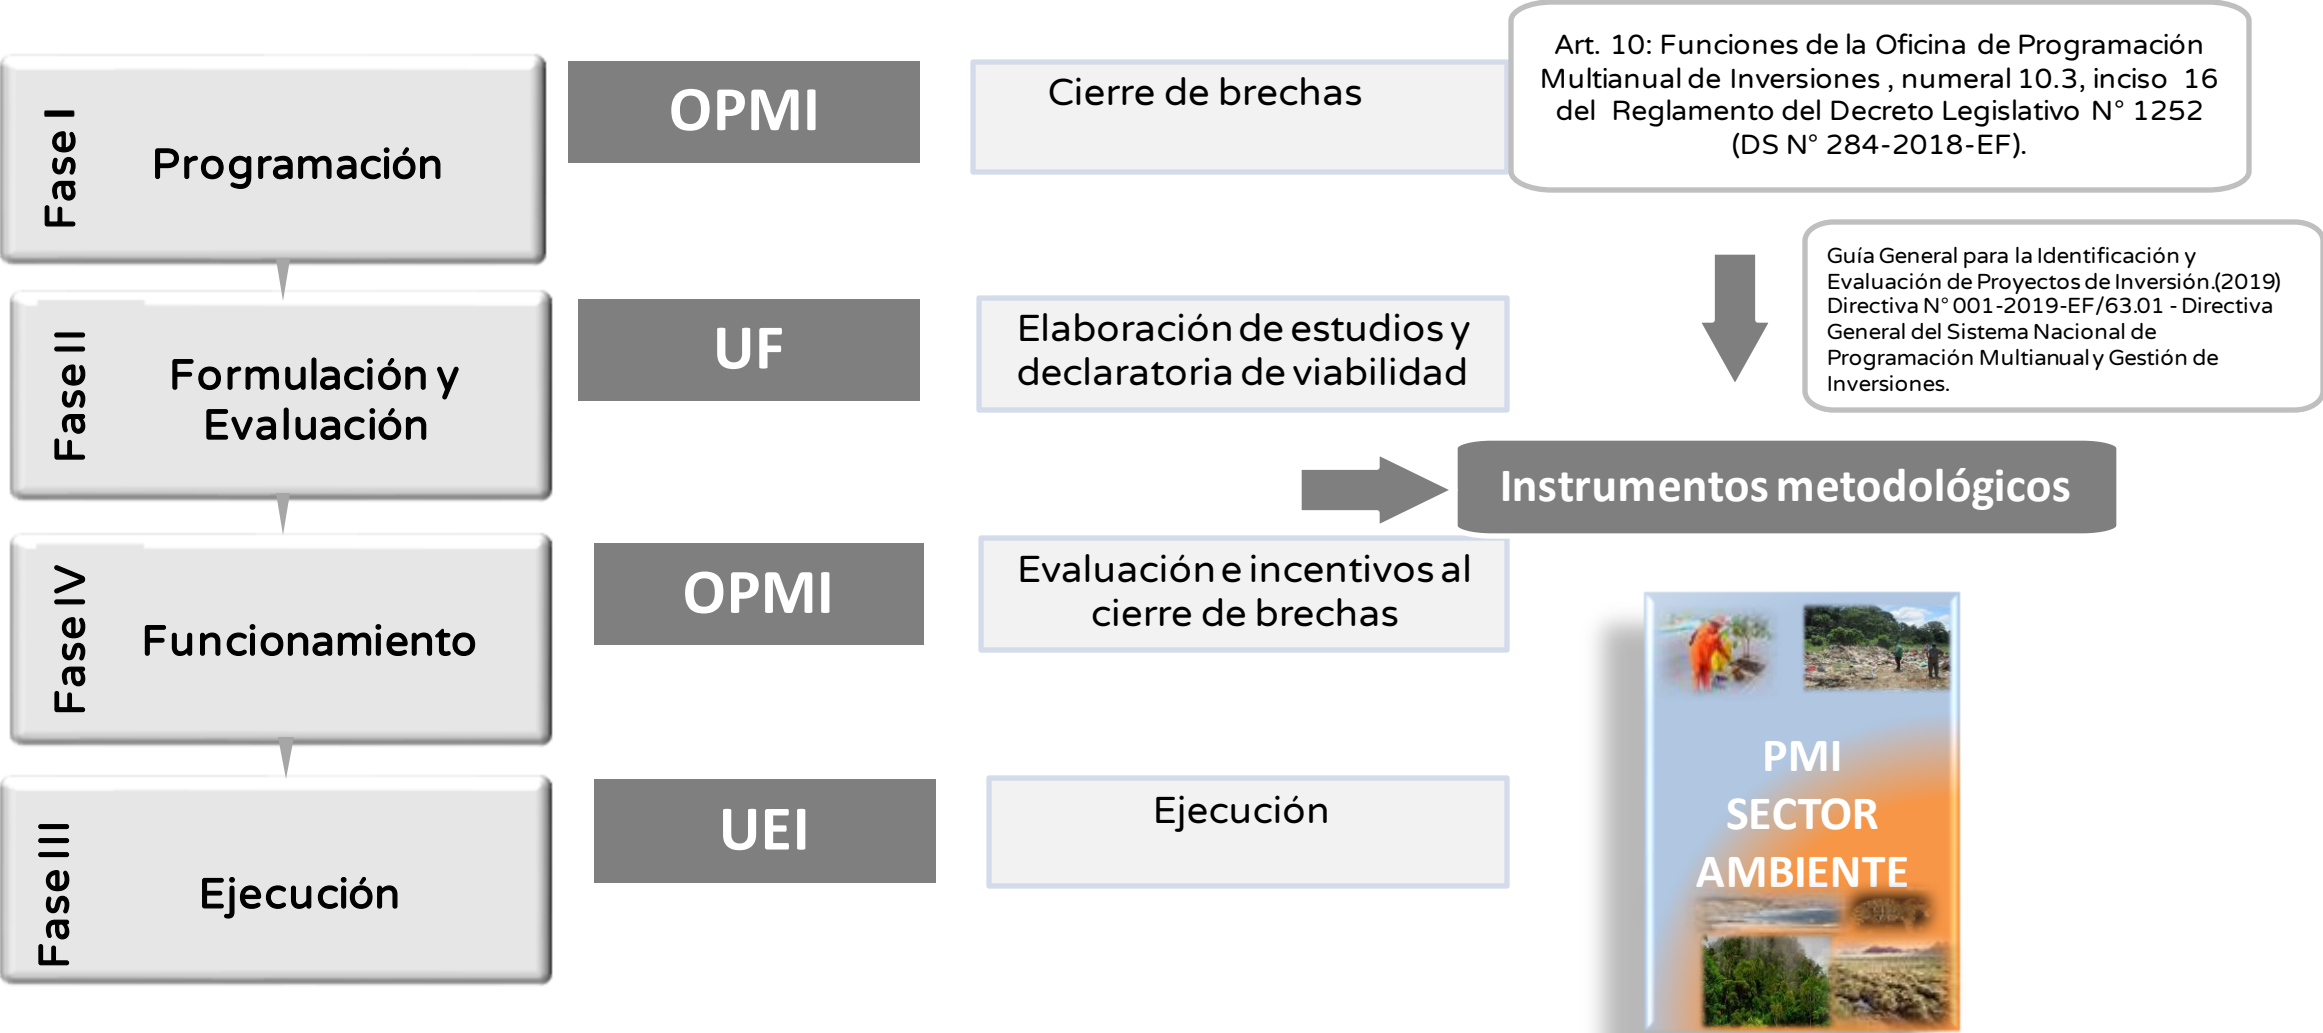 Fase I
Programación
OPMI
Cierre de brechas
Art. 10: Funciones de la Oficina de Programación
Multianual de Inversiones , numeral 10.3, inciso 16
del Reglamento del Decreto Legislativo N° 1252
(DS N° 284-2018-EF).
Guía General para la Identificación y
Evaluación de Proyectos de Inversión.(2019)
Directiva N° 001-2019-EF/63.01 - Directiva
General del Sistema Nacional de
Programación Multianual y Gestión de
Inversiones.
Fase II
Formulación y
Evaluación
UF
Elaboración de estudios y
declaratoria de viabilidad
Instrumentos metodológicos
Fase IV
Funcionamiento
OPMI
Evaluación e incentivos al
cierre de brechas
Fase III
Ejecución
UEI
Ejecución
PMI
SECTOR
AMBIENTE